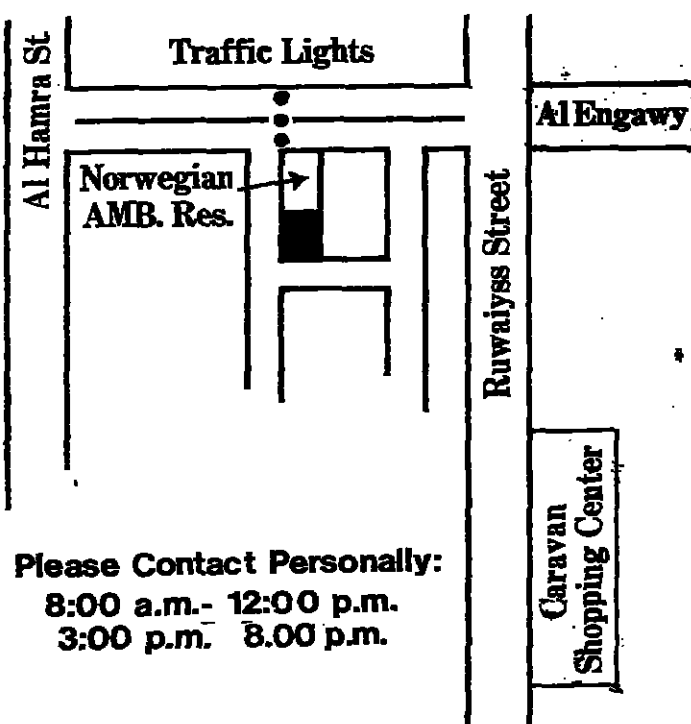 Traffic Lights
Al Hamra St
Al Engawy
Norwegian
AMB. Res.
Ruwaiyss Street
Caravan
Shopping Center
Please Contact Personally:
8:00 a.m.- 12:00 p.m.
3:00 p.m. 8.00 p.m.